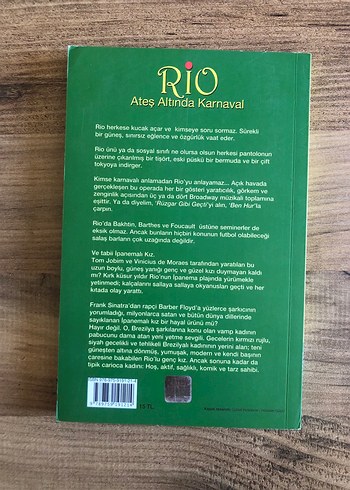 RIO
Ateş Altında Karnaval
Rio herkese kucak açar ve kimseye soru sormaz. Sürekli
bir güneş, sınırsız eğlence ve özgürlük vaat eder.
Rio ünü ya da sosyal sınıfı ne olursa olsun herkesi pantolonun
üzerine çıkarılmış bir tişört, eski püskü bir bermuda ve bir çift
tokyoya indirger.
Kimse karnavalı anlamadan Rio'yu anlayamaz... Açık havada
gerçekleşen bu operada her bir gösteri yaratıcılık, görkem ve
zenginlik açısından üç ya da dört Broadway müzikali toplamına
eşittir. Ya da diyelim, 'Rüzgar Gibi Geçti'yi alın, 'Ben Hur'la
çarpın.
Rio'da Bakhtin, Barthes ve Foucault üstüne seminerler de
eksik olmaz. Ancak bunların hiçbiri konunun futbol olabileceği
salaş barların çok uzağında değildir.
Ve tabii İpanemalı Kız.
Tom Jobim ve Vinicius de Moraes tarafından yaratılan bu
uzun boylu, güneş yanığı genç ve güzel kızı duymayan kaldı
mı? Kırk küsur yıldır Rio'nun İpanema plajında yürümekle
yetinmedi; kalçalarını sallaya sallaya okyanusları geçti ve her
kıtada olay yarattı.
Frank Sinatra'dan rapçi Barber Floyd'a yüzlerce şarkıcının
yorumladığı, milyonlarca satan ve bütün dünya dillerinde
sayıklanan İpanemalı kız bir hayal ürünü mü?
Hayır değil. O, Brezilya şarkılarına konu olan vamp kadının
pabucunu dama atan yeni yetme sevgili. Gecelerin kırmızı rujlu,
siyah gecelikli ve tehlikeli Brezilyalı kadınının yerini alan; teni
güneşten altına dönmüş, yumuşak, modern ve kendi başının
çaresine bakabilen Rio'lu genç kız. Ancak sonuna kadar da
tipik carioca kadını: Hoş, aktif, sağlıklı, komik ve tarz sahibi.
15 TL